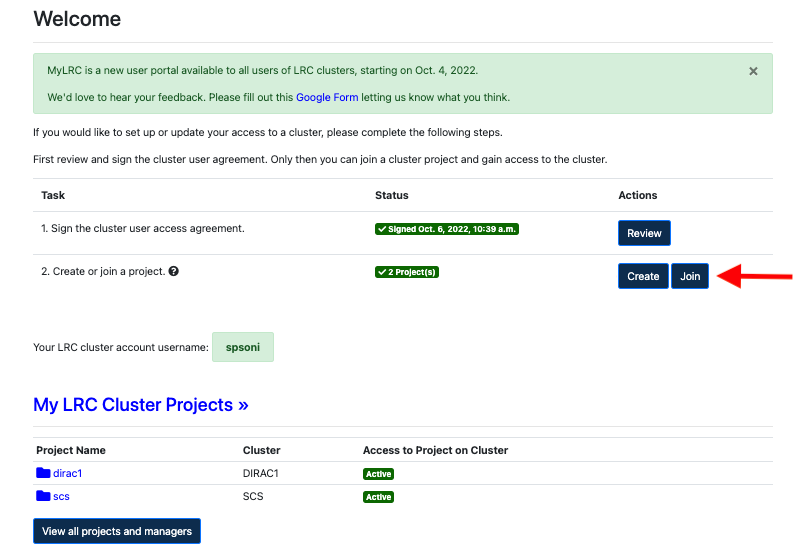 Welcome
MyLRC is a new user portal available to all users of LRC clusters, starting on Oct. 4, 2022.
×
We'd love to hear your feedback. Please fill out this Google Form letting us know what you think.
If you would like to set up or update your access to a cluster, please complete the following steps.
First review and sign the cluster user agreement. Only then you can join a cluster project and gain access to the cluster.
Task Status Actions
1. Sign the cluster user access agreement. ✓ Signed Oct. 6, 2022, 10:39 a.m. Review
2. Create or join a project. ? ✓ 2 Project(s) Create Join
Your LRC cluster account username: spsoni
My LRC Cluster Projects »
Project Name Cluster Access to Project on Cluster
dirac1 DIRAC1 Active
scs SCS Active
View all projects and managers